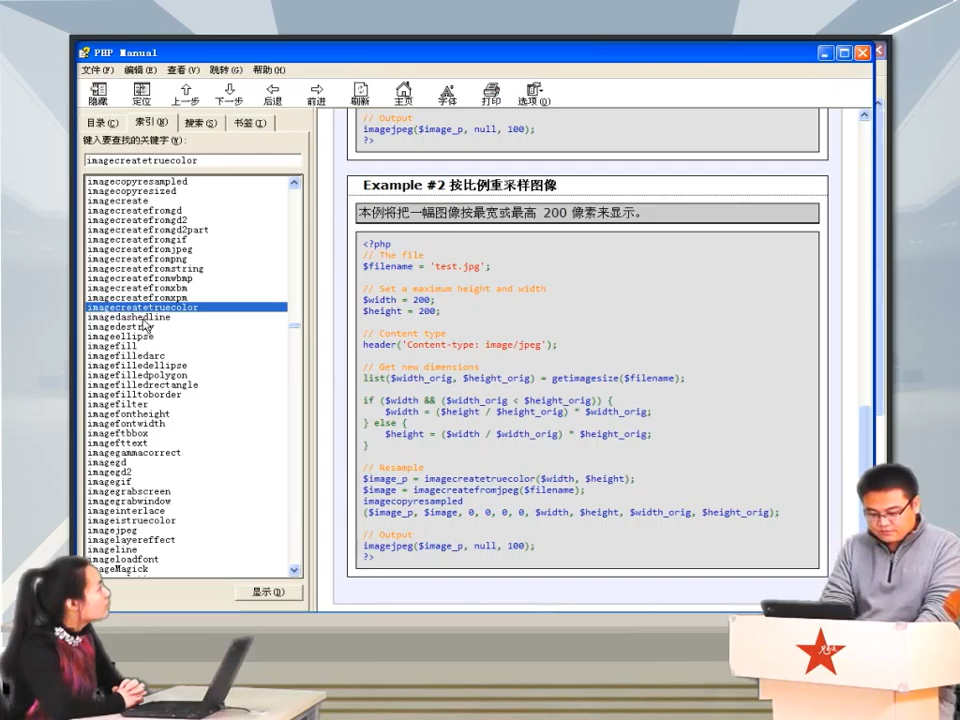 PHP Manual
文件(F) 编辑(E) 查看(V) 跳转(G) 帮助(H)
隐藏 定位 上一步 下一步 后退 前进 刷新 主页 字体 打印 选项(O)
目录(C) 索引(N) 搜索(S) 书签(I)
键入要查找的关键字(W):
imagecreatetruecolor
imagecopyresampled
imagecopyresized
imagecreate
imagecreatefromgd
imagecreatefromgd2
imagecreatefromgd2part
imagecreatefromgif
imagecreatefromjpeg
imagecreatefrompng
imagecreatefromstring
imagecreatefromwbmp
imagecreatefromxbm
imagecreatefromxpm
imagecreatetruecolor
imagedashedline
imagedestroy
imageellipse
imagefill
imagefilledarc
imagefilledellipse
imagefilledpolygon
imagefilledrectangle
imagefilltoborder
imagefilter
imagefontheight
imagefontwidth
imageftbbox
imagefttext
imagegammacorrect
imagegd
imagegd2
imagegif
imagegrabscreen
imagegrabwindow
imageinterlace
imageistruecolor
imagejpeg
imagelayereffect
imageline
imageloadfont
imageMagick
显示(D)
// Output
imagejpeg($image_p, null, 100);
?>
Example #2 按比例重采样图像
本例将把一幅图像按最宽或最高 200 像素来显示。
<?php
// The file
$filename = 'test.jpg';
// Set a maximum height and width
$width = 200;
$height = 200;
// Content type
header('Content-type: image/jpeg');
// Get new dimensions
list($width_orig, $height_orig) = getimagesize($filename);
if ($width && ($width_orig < $height_orig)) {
$width = ($height / $height_orig) * $width_orig;
} else {
$height = ($width / $width_orig) * $height_orig;
}
// Resample
$image_p = imagecreatetruecolor($width, $height);
$image = imagecreatefromjpeg($filename);
imagecopyresampled
($image_p, $image, 0, 0, 0, 0, $width, $height, $width_orig, $height_orig);
// Output
imagejpeg($image_p, null, 100);
?>